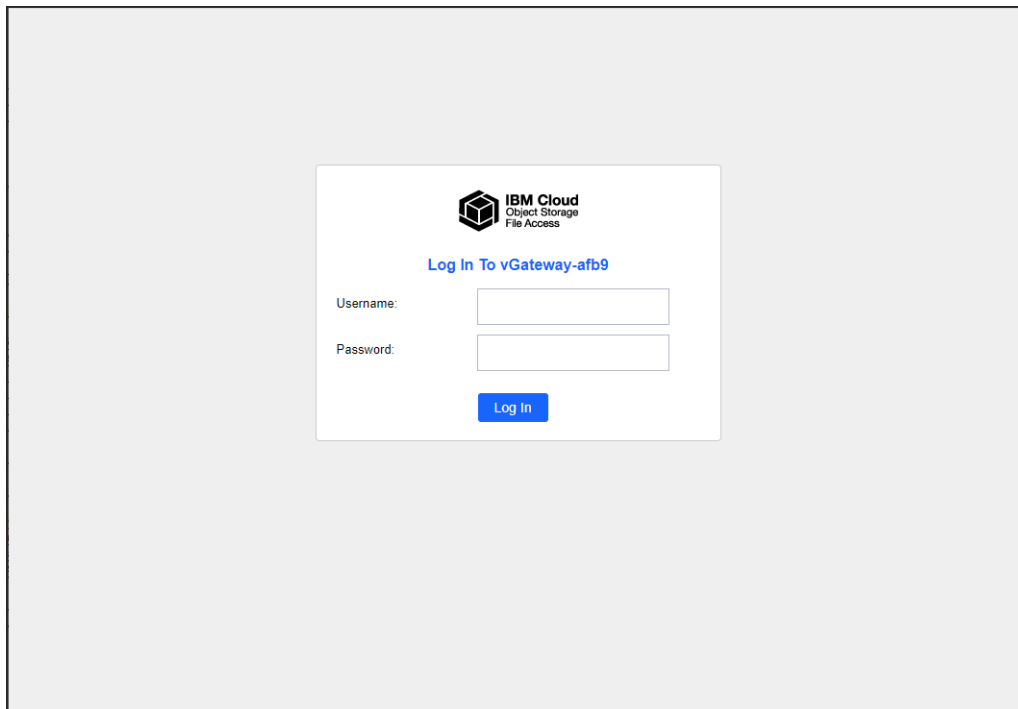 IBM Cloud
Object Storage
File Access
Log In To vGateway-afb9
Username:
Password:
Log In